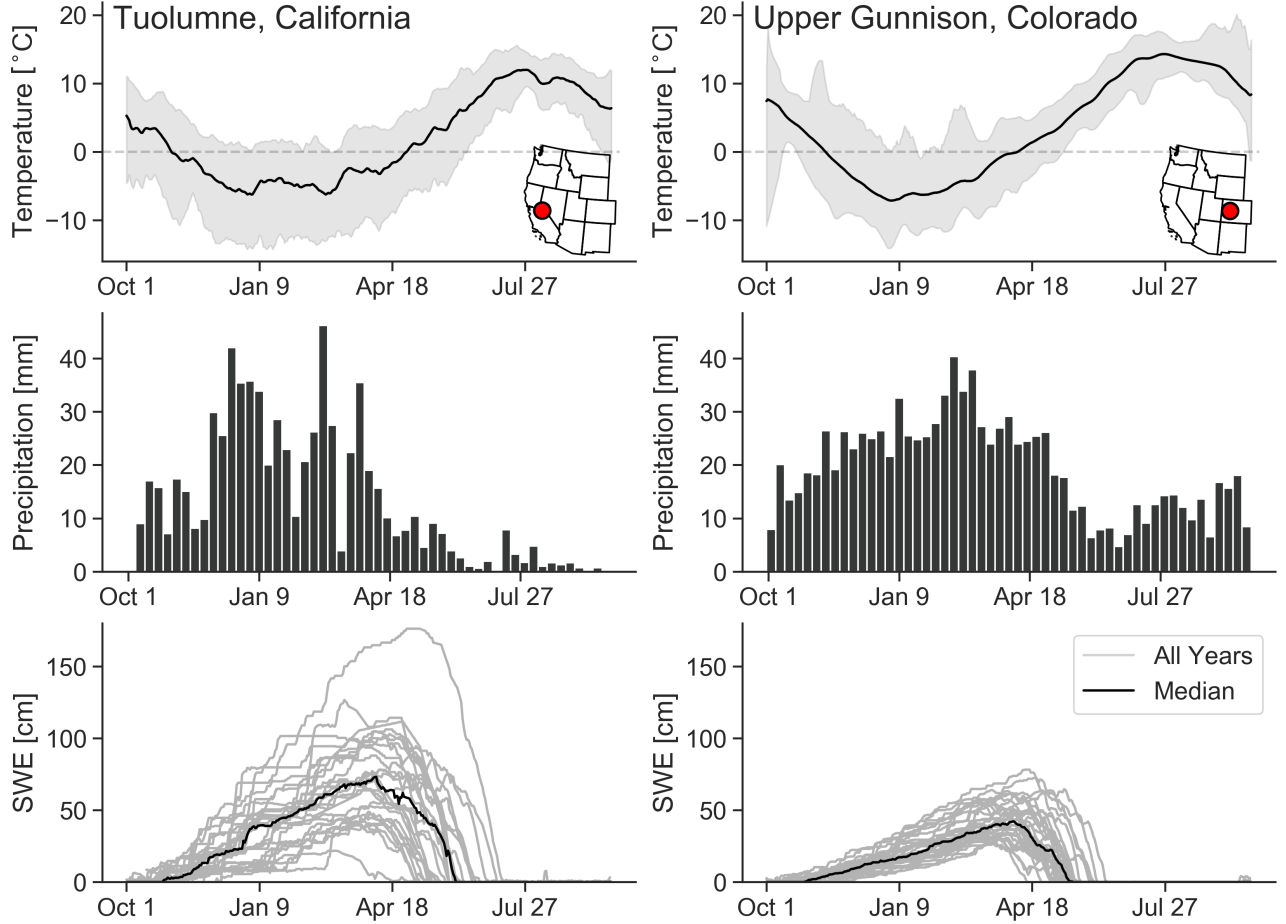 Tuolumne, California
Upper Gunnison, Colorado
Temperature [°C]
20
10
0
−10
Oct 1
Jan 9
Apr 18
Jul 27
Temperature [°C]
20
10
0
−10
Oct 1
Jan 9
Apr 18
Jul 27
Precipitation [mm]
40
30
20
10
0
Oct 1
Jan 9
Apr 18
Jul 27
Precipitation [mm]
40
30
20
10
0
Oct 1
Jan 9
Apr 18
Jul 27
SWE [cm]
150
100
50
0
Oct 1
Jan 9
Apr 18
Jul 27
SWE [cm]
150
100
50
0
All Years
Median
Oct 1
Jan 9
Apr 18
Jul 27